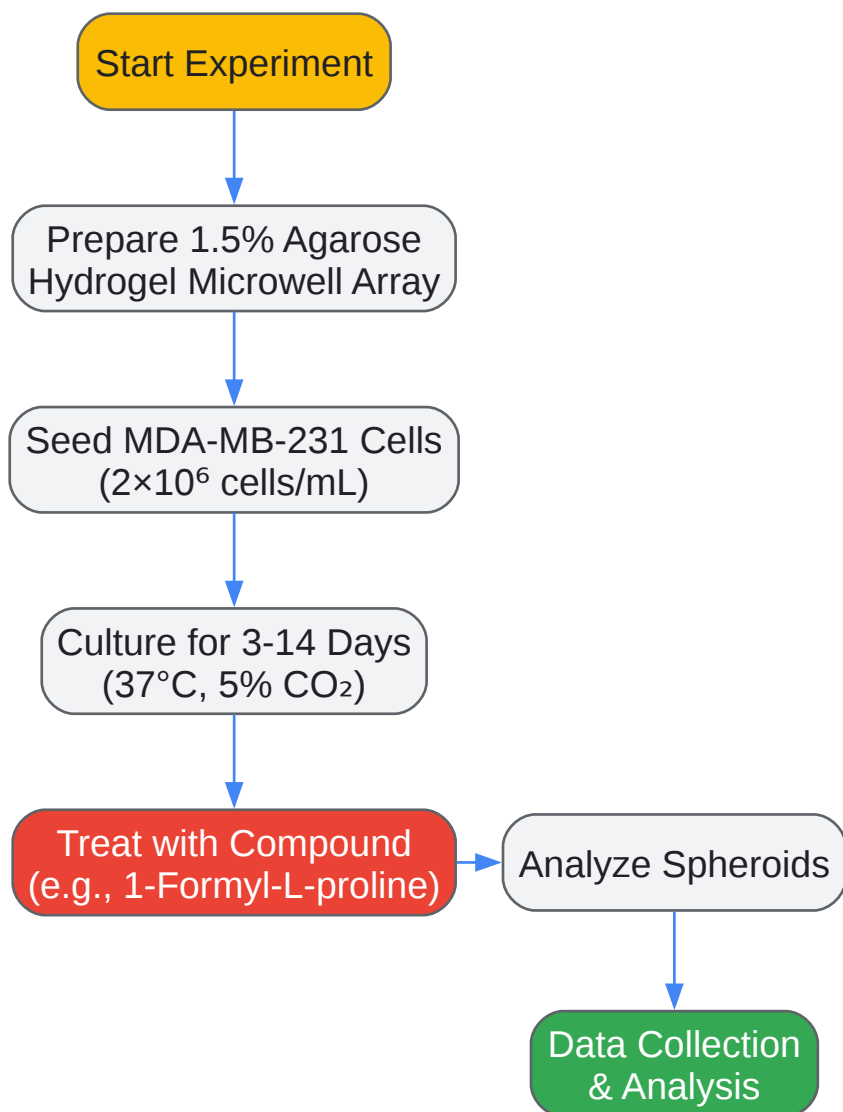 Start Experiment
Prepare 1.5% Agarose
Hydrogel Microwell Array
Seed MDA-MB-231 Cells
(2×10⁶ cells/mL)
Culture for 3-14 Days
(37°C, 5% CO₂)
Treat with Compound
(e.g., 1-Formyl-L-proline)
Analyze Spheroids
Data Collection
& Analysis